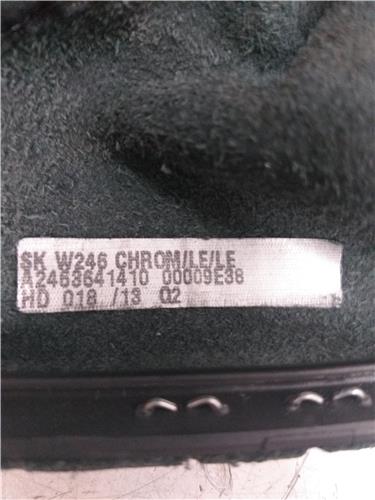 SK W246 CHROM/LE/LE
A2463641410 00009E38
HD 018 /13 02